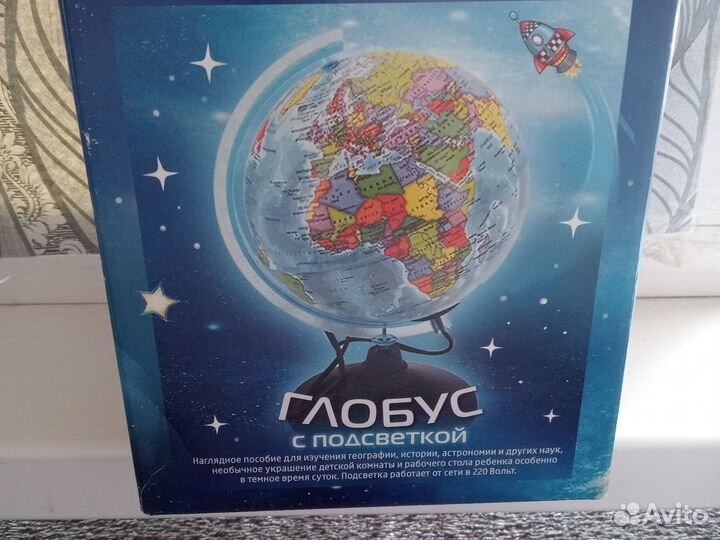 ГЛОБУС
С ПОДСВЕТКОЙ
Наглядное пособие для изучения географии, истории, астрономии и других наук,
необычное украшение детской комнаты и рабочего стола ребенка особенно
в темное время суток. Подсветка работает от сети в 220 Вольт.
Avito